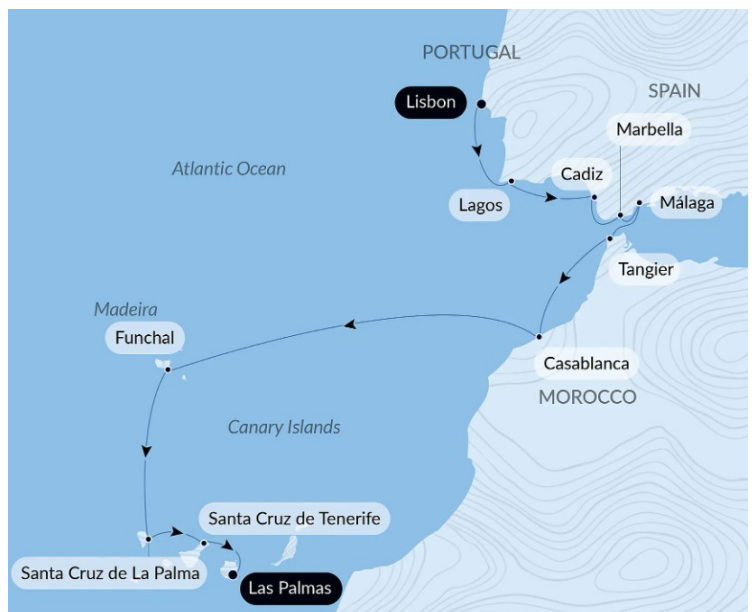 PORTUGAL
Lisbon
SPAIN
Marbella
Atlantic Ocean
Cadiz
Lagos
Málaga
Tangier
Madeira
Funchal
Casablanca
MOROCCO
Canary Islands
Santa Cruz de Tenerife
Santa Cruz de La Palma
Las Palmas